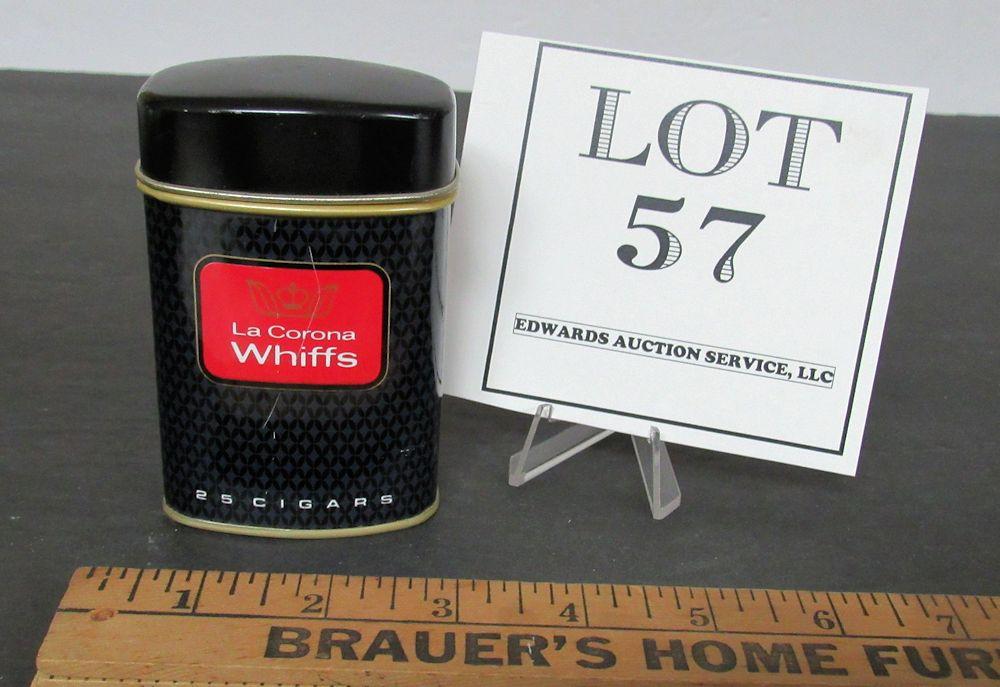 La Corona
Whiffs
25 CIGARS
LOT
57
EDWARDS AUCTION SERVICE, LLC
1 2 3 4 5 6 7
BRAUER'S HOME FUR